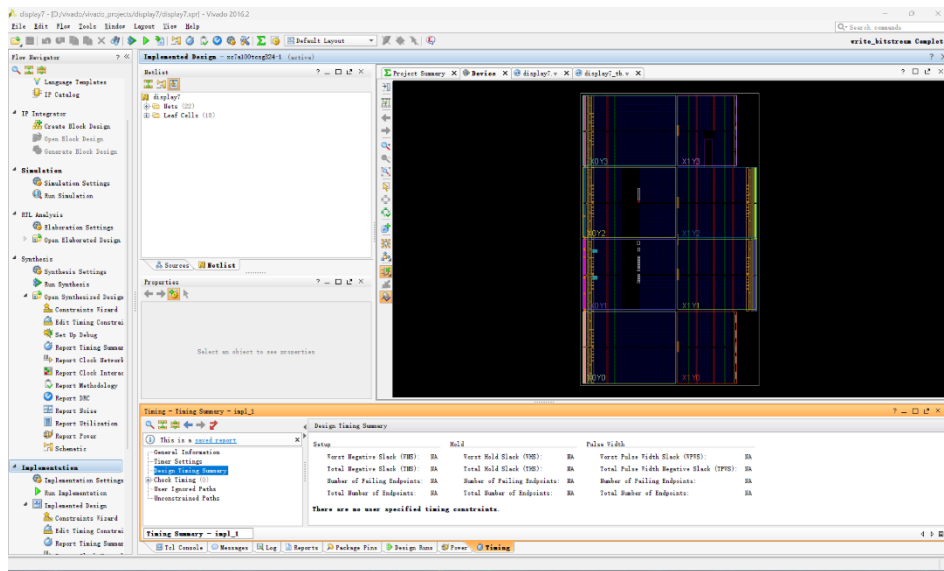 display7 - [D:/vivado/vivado_projects/display7/display7.xpr] - Vivado 2016.2
File Edit Flow Tools Window Layout View Help
Search commands
Default Layout
write_bitstream Complet
Flow Navigator
Language Templates
IP Catalog
IP Integrator
Create Block Design
Open Block Design
Generate Block Design
Simulation
Simulation Settings
Run Simulation
RTL Analysis
Elaboration Settings
Open Elaborated Design
Synthesis
Synthesis Settings
Run Synthesis
Open Synthesized Design
Constraints Wizard
Edit Timing Constrai
Set Up Debug
Report Timing Summar
Report Clock Network
Report Clock Interac
Report Methodology
Report DRC
Report Noise
Report Utilization
Report Power
Schematic
Implementation
Implementation Settings
Run Implementation
Implemented Design
Constraints Wizard
Edit Timing Constrai
Report Timing Summar
Implemented Design - xc7a100tcsg324-1 (active)
Netlist
display7
Nets (22)
Leaf Cells (18)
Sources Netlist
Properties
Select an object to see properties
Project Summary Device display7.v display7_tb.v
X0Y3 X1Y3
X0Y2 X1Y2
X0Y1 X1Y1
X0Y0 X1Y0
Timing - Timing Summary - impl_1
This is a saved report
General Information
Timer Settings
Design Timing Summary
Check Timing (0)
User Ignored Paths
Unconstrained Paths
Timing Summary - impl_1
Design Timing Summary
Setup Hold Pulse Width
Worst Negative Slack (WNS): NA Worst Hold Slack (WHS): NA Worst Pulse Width Slack (WPWS): NA
Total Negative Slack (TNS): NA Total Hold Slack (THS): NA Total Pulse Width Negative Slack (TPWS): NA
Number of Failing Endpoints: NA Number of Failing Endpoints: NA Number of Failing Endpoints: NA
Total Number of Endpoints: NA Total Number of Endpoints: NA Total Number of Endpoints: NA
There are no user specified timing constraints.
Tcl Console Messages Log Reports Package Pins Design Runs Power Timing